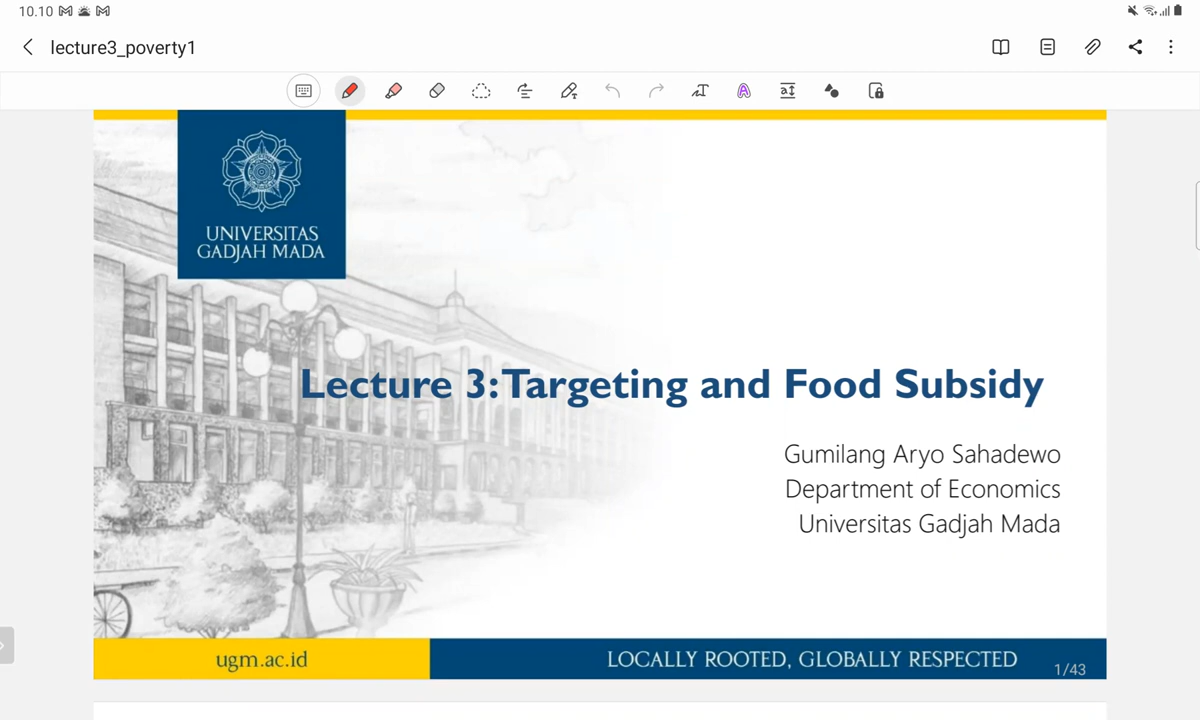 10.10
lecture3_poverty1
UNIVERSITAS
GADJAH MADA
Lecture 3: Targeting and Food Subsidy
Gumilang Aryo Sahadewo
Department of Economics
Universitas Gadjah Mada
ugm.ac.id
LOCALLY ROOTED, GLOBALLY RESPECTED
1/43